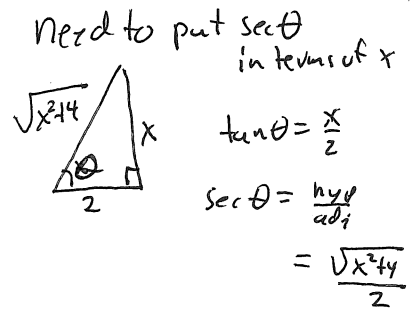 need to put secθ
in terms of x
√x²+4
x
θ
2
tanθ = x/2
secθ = hyp/adj
= √x²+4/2